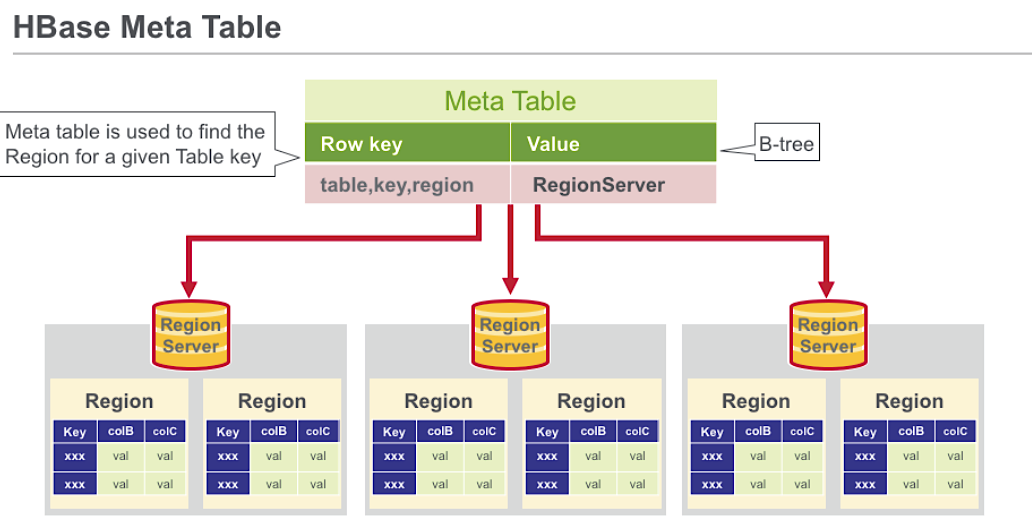 HBase Meta Table
Meta Table
Meta table is used to find the
Region for a given Table key
Row key Value
B-tree
table,key,region RegionServer
Region
Server
Region
Server
Region
Server
Region
Key colB colC
xxx val val
xxx val val
Region
Key colB colC
xxx val val
xxx val val
Region
Key colB colC
xxx val val
xxx val val
Region
Key colB colC
xxx val val
xxx val val
Region
Key colB colC
xxx val val
xxx val val
Region
Key colB colC
xxx val val
xxx val val